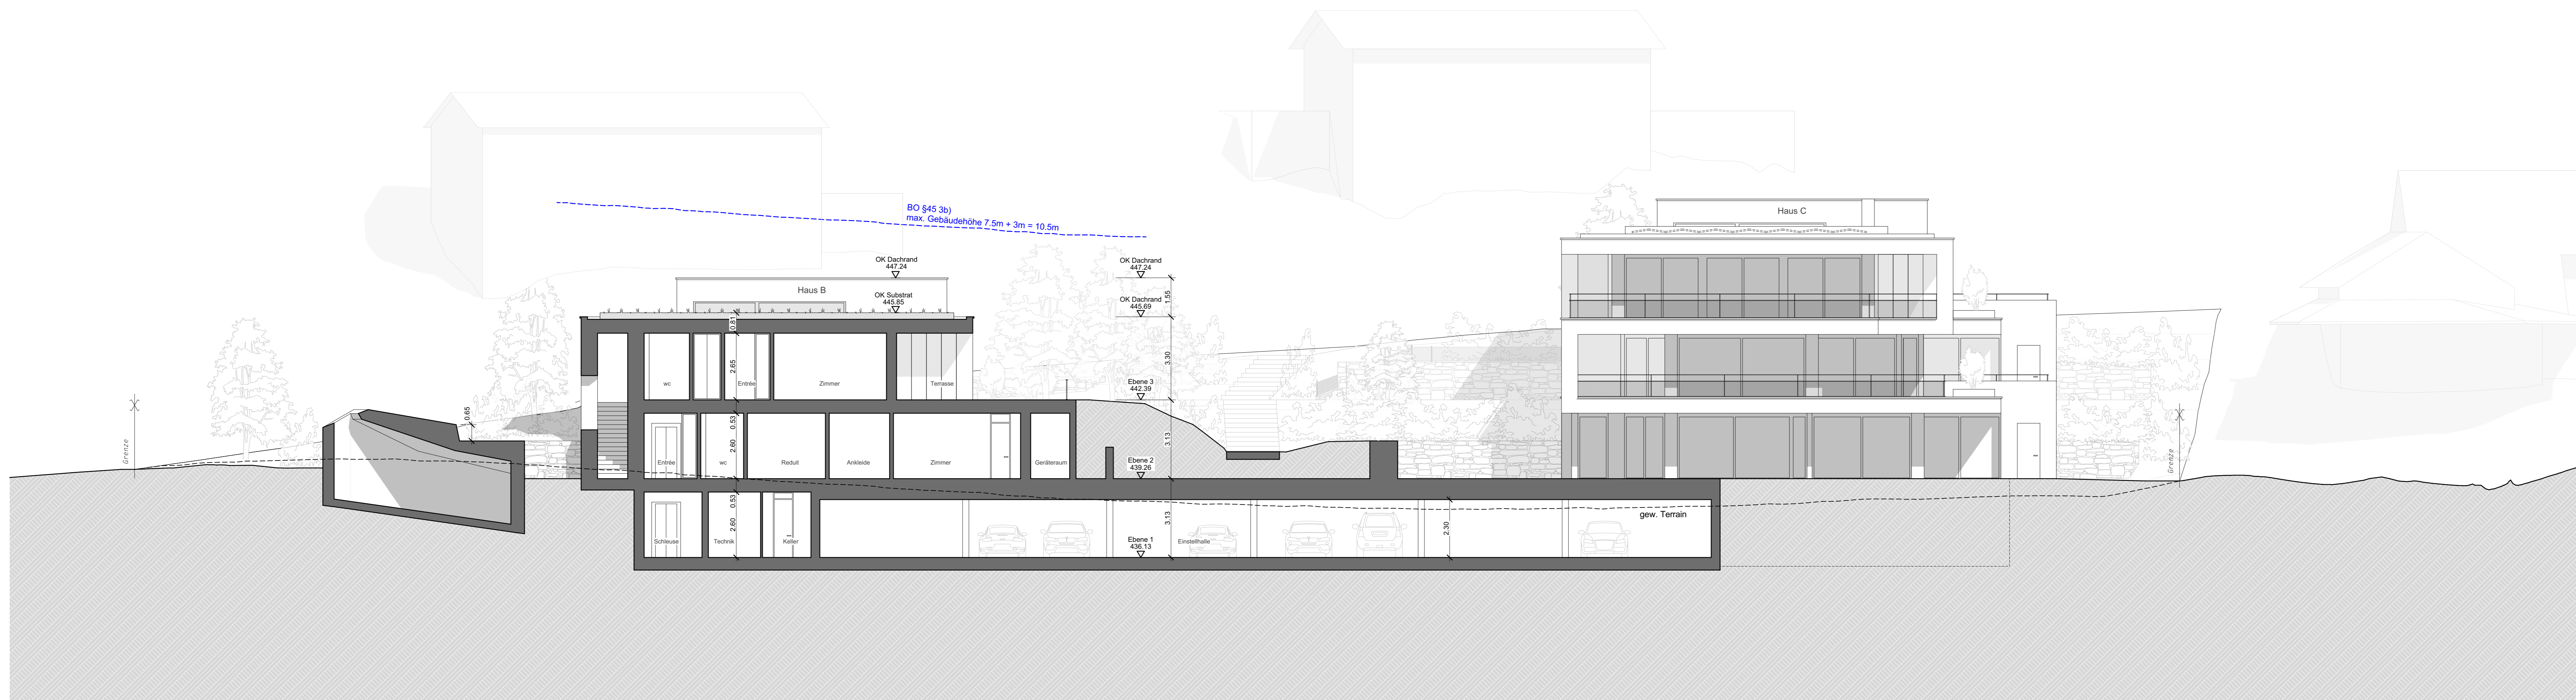 BO §45 3b)
max. Gebäudehöhe 7.5m + 3m = 10.5m
Haus C
OK Dachrand
447.24
OK Dachrand
447.24
Haus B
OK Substrat
445.85
OK Dachrand
445.69
1.55
0.81
3.30
2.65
wc
Entrée
Zimmer
Terrasse
Ebene 3
442.39
0.65
0.53
3.13
2.60
Grenze
Grenze
Entrée
wc
Reduit
Ankleide
Zimmer
Geräteraum
Ebene 2
439.26
0.53
3.13
2.60
2.30
gew. Terrain
Schleuse
Technik
Keller
Ebene 1
436.13
Einstellhalle